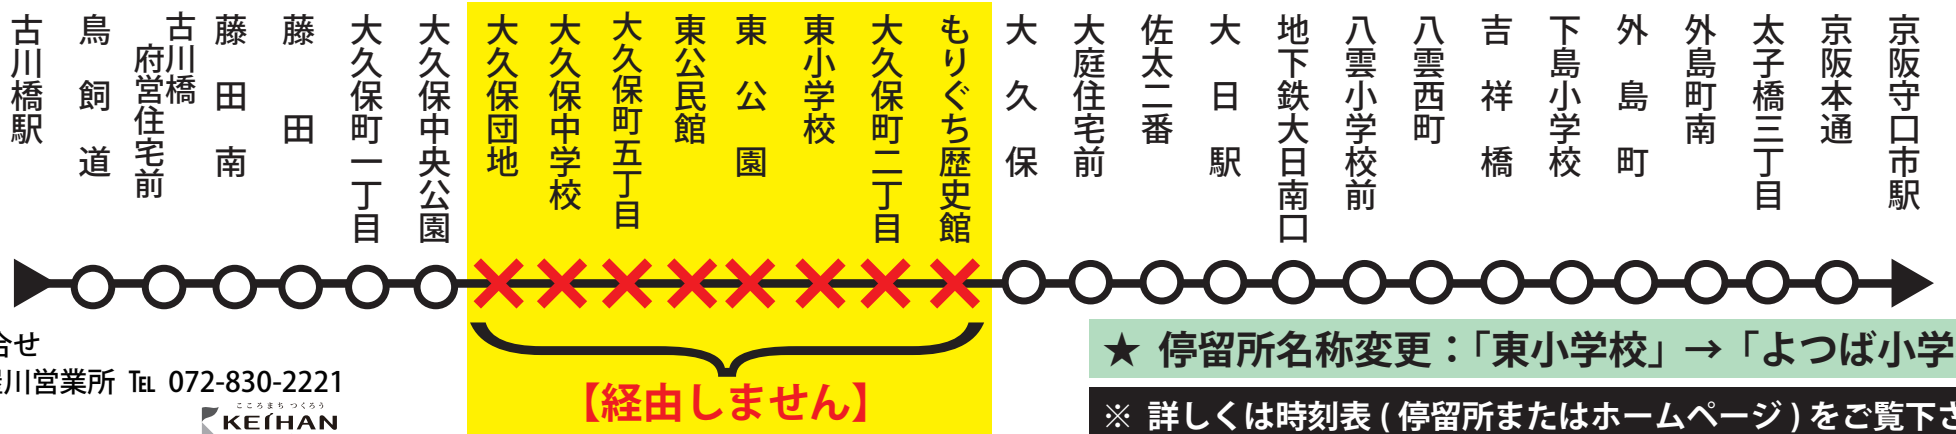 古川橋駅
鳥飼道
古川橋
府営住宅前
藤田南
藤田
大久保町一丁目
大久保中央公園
大久保団地
大久保中学校
大久保町五丁目
東公民館
東公園
東小学校
大久保町二丁目
もりぐち歴史館
大久保
大庭住宅前
佐太二番
大日駅
地下鉄大日南口
八雲小学校前
八雲西町
吉祥橋
下島小学校
外島町
外島町南
太子橋三丁目
京阪本通
京阪守口市駅
【経由しません】
合せ
川営業所 ℡ 072-830-2221
こころまち つくろう
KEIHAN
★ 停留所名称変更：「東小学校」→「よつば小学
※ 詳しくは時刻表 ( 停留所またはホームページ ) をご覧下さ